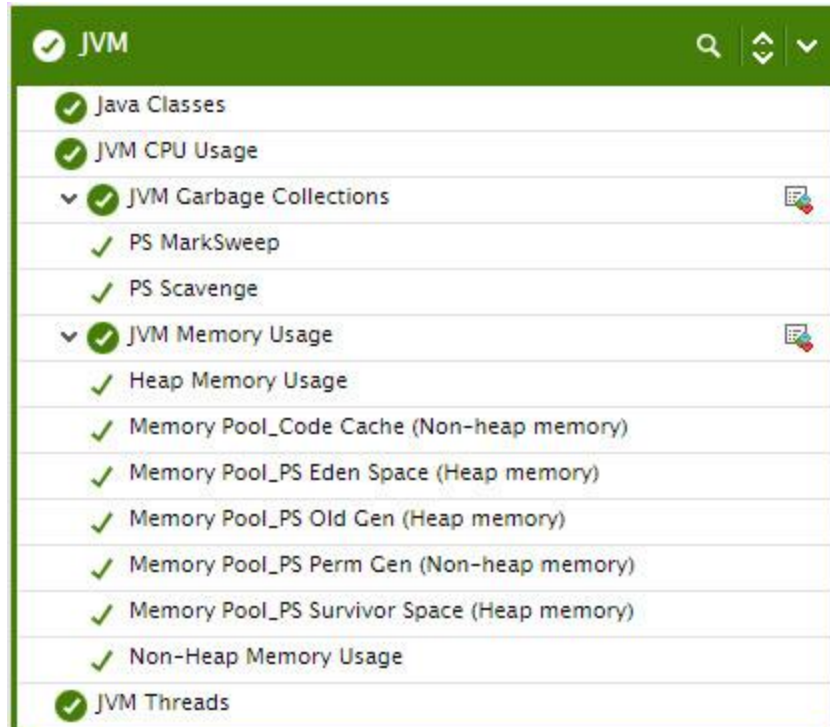 JVM
Java Classes
JVM CPU Usage
JVM Garbage Collections
PS MarkSweep
PS Scavenge
JVM Memory Usage
Heap Memory Usage
Memory Pool_Code Cache (Non-heap memory)
Memory Pool_PS Eden Space (Heap memory)
Memory Pool_PS Old Gen (Heap memory)
Memory Pool_PS Perm Gen (Non-heap memory)
Memory Pool_PS Survivor Space (Heap memory)
Non-Heap Memory Usage
JVM Threads